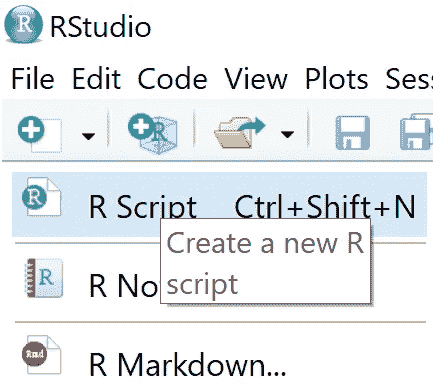 RStudio
File Edit Code View Plots Sess
R Script Ctrl+Shift+N
Create a new R
script
R No
R Markdown...